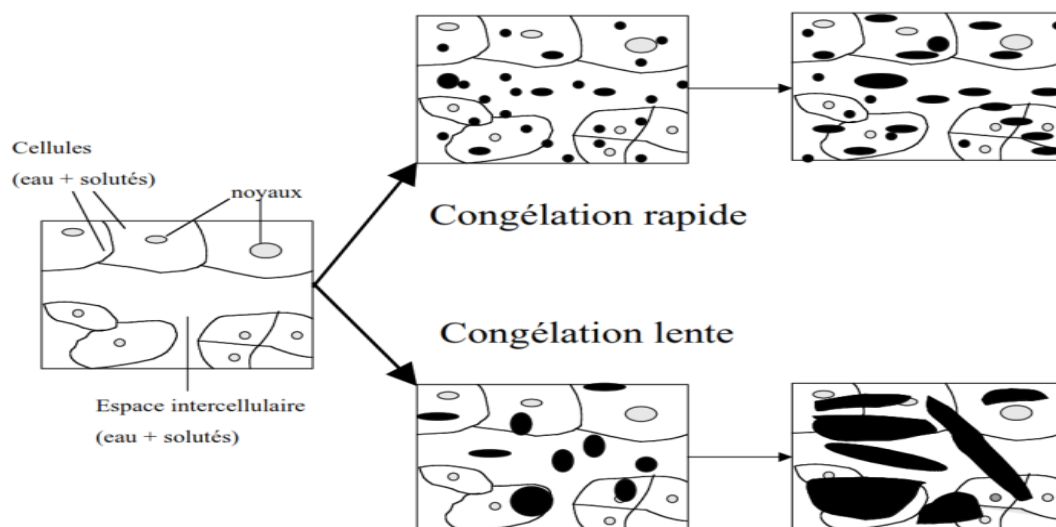 Cellules
(eau + solutés)
noyaux
Congélation rapide
Congélation lente
Espace intercellulaire
(eau + solutés)